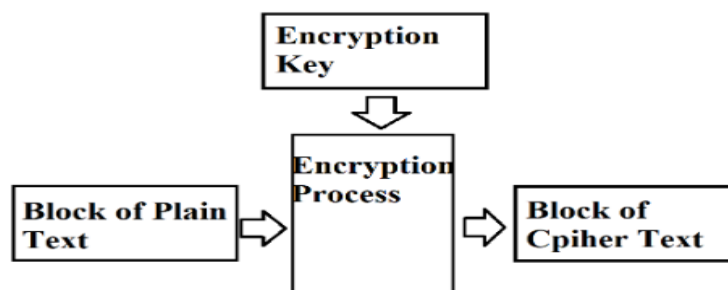 Encryption
Key
Encryption
Process
Block of Plain
Text
Block of
Cpiher Text